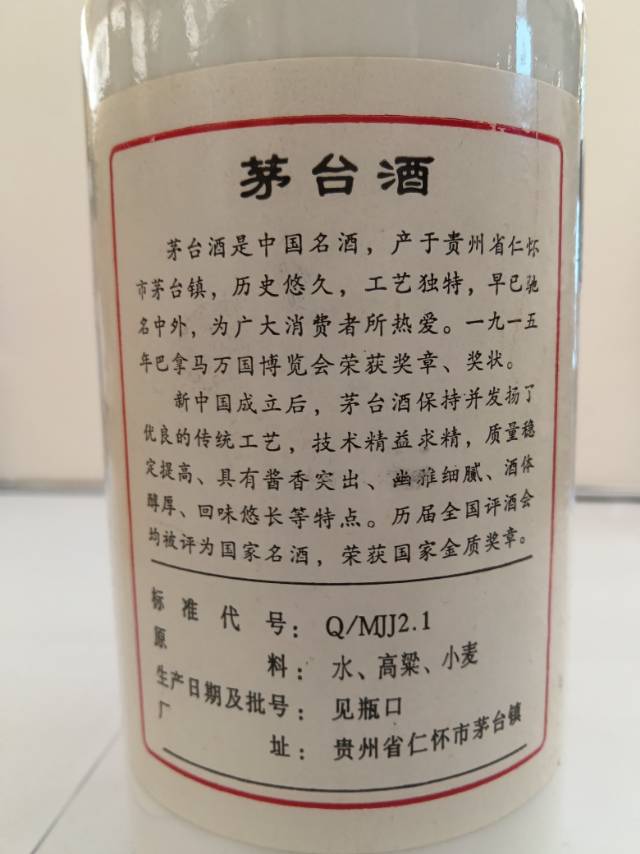 茅台酒
茅台酒是中国名酒，产于贵州省仁怀
市茅台镇，历史悠久，工艺独特，早已驰
名中外，为广大消费者所热爱。一九一五
年巴拿马万国博览会荣获奖章、奖状。
新中国成立后，茅台酒保持并发扬了
优良的传统工艺，技术精益求精，质量稳
定提高、具有酱香突出、幽雅细腻、酒体
醇厚、回味悠长等特点。历届全国评酒会
均被评为国家名酒，荣获国家金质奖章。
标准代号：Q/MJJ2.1
原料：水、高粱、小麦
生产日期及批号：见瓶口
厂址：贵州省仁怀市茅台镇